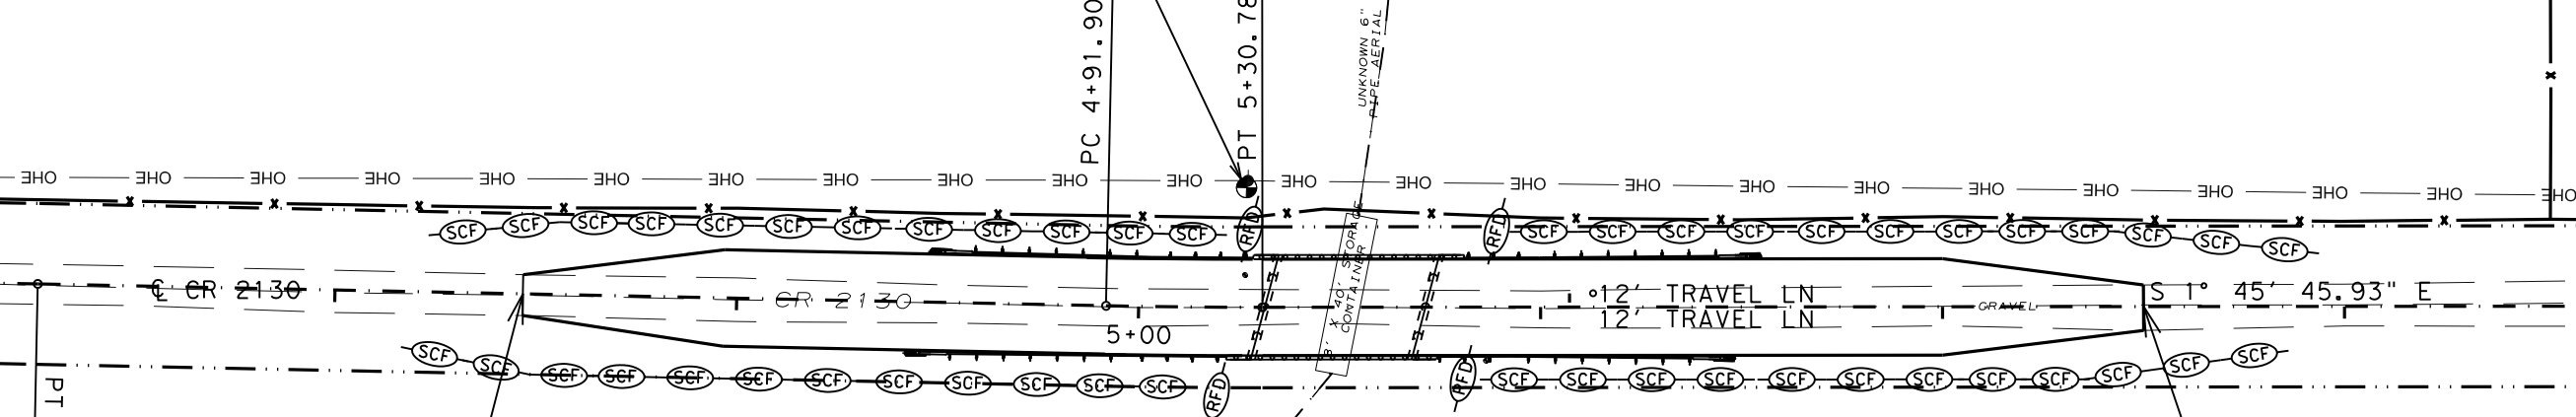 PC 4+91.90
PT 5+30.78
UNKNOWN 6"
PIPE AERIAL
OHE OHE OHE OHE OHE OHE OHE OHE OHE OHE OHE OHE OHE OHE OHE OHE OHE OHE OHE OHE OHE OHE OHE
SCF SCF SCF SCF SCF SCF SCF SCF SCF SCF SCF SCF RFD RFD SCF SCF SCF SCF SCF SCF SCF SCF SCF SCF SCF SCF
8' X 40' STORAGE
CONTAINER
℄ CR 2130
CR 2130
5+00
12' TRAVEL LN
12' TRAVEL LN
GRAVEL
S 1° 45' 45.93" E
SCF SCF SCF SCF SCF SCF SCF SCF SCF SCF SCF SCF RFD RFD SCF SCF SCF SCF SCF SCF SCF SCF SCF SCF SCF SCF
PT